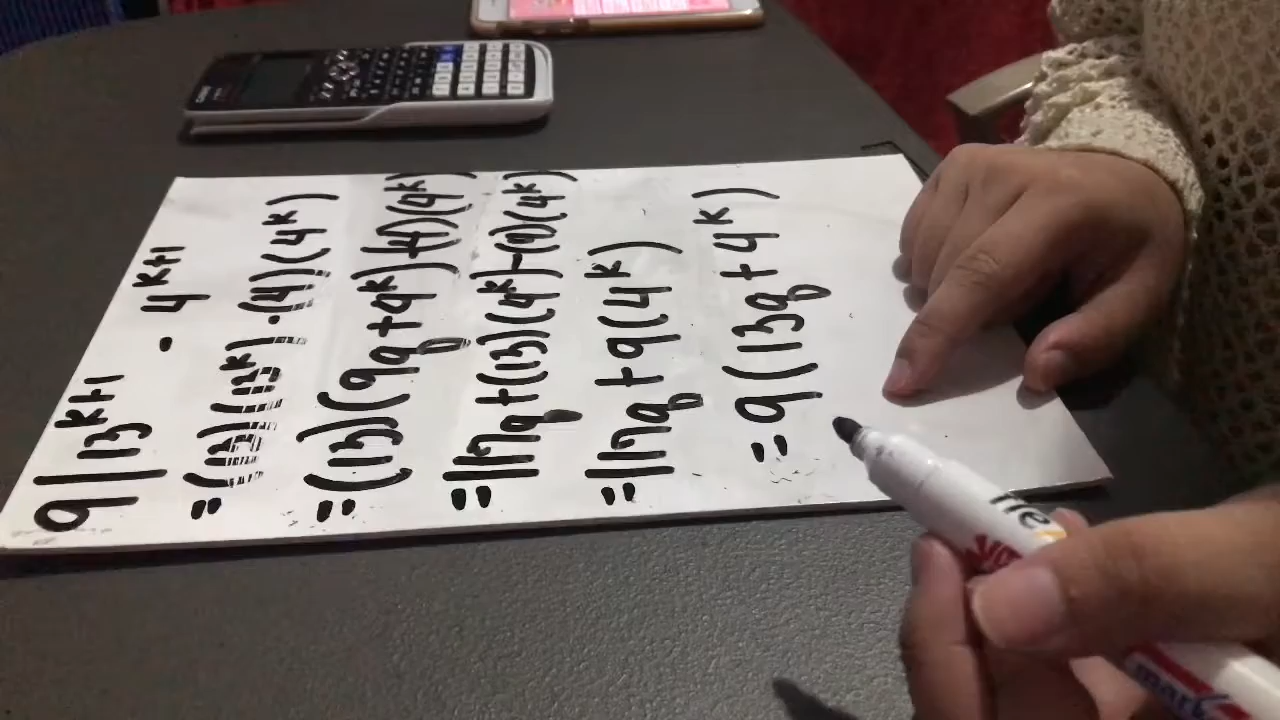 9|13^{k+1} - 4^{k+1}
= (13)(13^k) - (4)(4^k)
= (13)(9q+4^k) - (4)(4^k)
= 117q + (13)(4^k) - (4)(4^k)
= 117q + 9(4^k)
= 9(13q + 4^k)